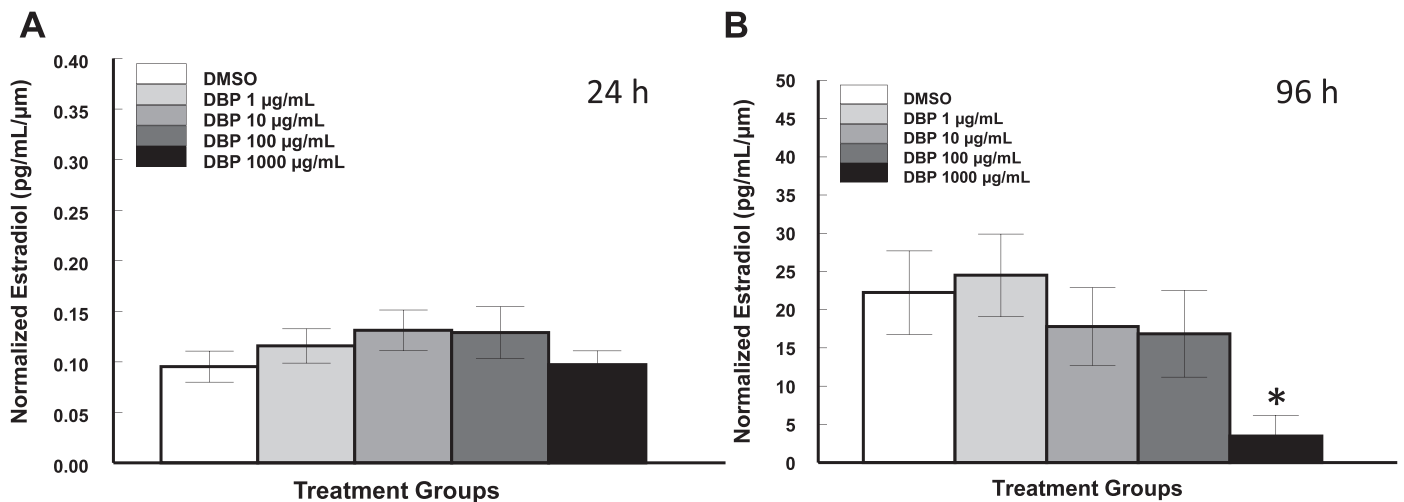 A
Normalized Estradiol (pg/mL/µm)
0.40
0.35
0.30
0.25
0.20
0.15
0.10
0.05
0.00
DMSO
DBP 1 µg/mL
DBP 10 µg/mL
DBP 100 µg/mL
DBP 1000 µg/mL
24 h
Treatment Groups
B
Normalized Estradiol (pg/mL/µm)
50
45
40
35
30
25
20
15
10
5
0
DMSO
DBP 1 µg/mL
DBP 10 µg/mL
DBP 100 µg/mL
DBP 1000 µg/mL
96 h
*
Treatment Groups